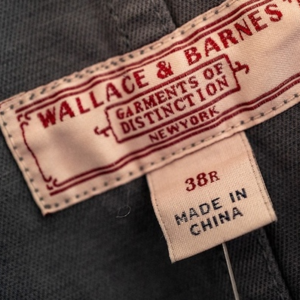 WALLACE & BARNES
GARMENTS OF
DISTINCTION
NEW YORK
38R
MADE IN
CHINA